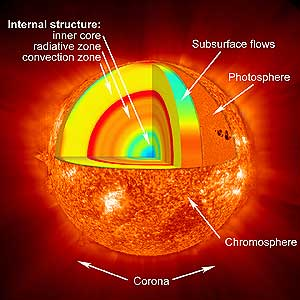 Internal structure:
inner core
radiative zone
convection zone
Subsurface flows
Photosphere
Chromosphere
Corona